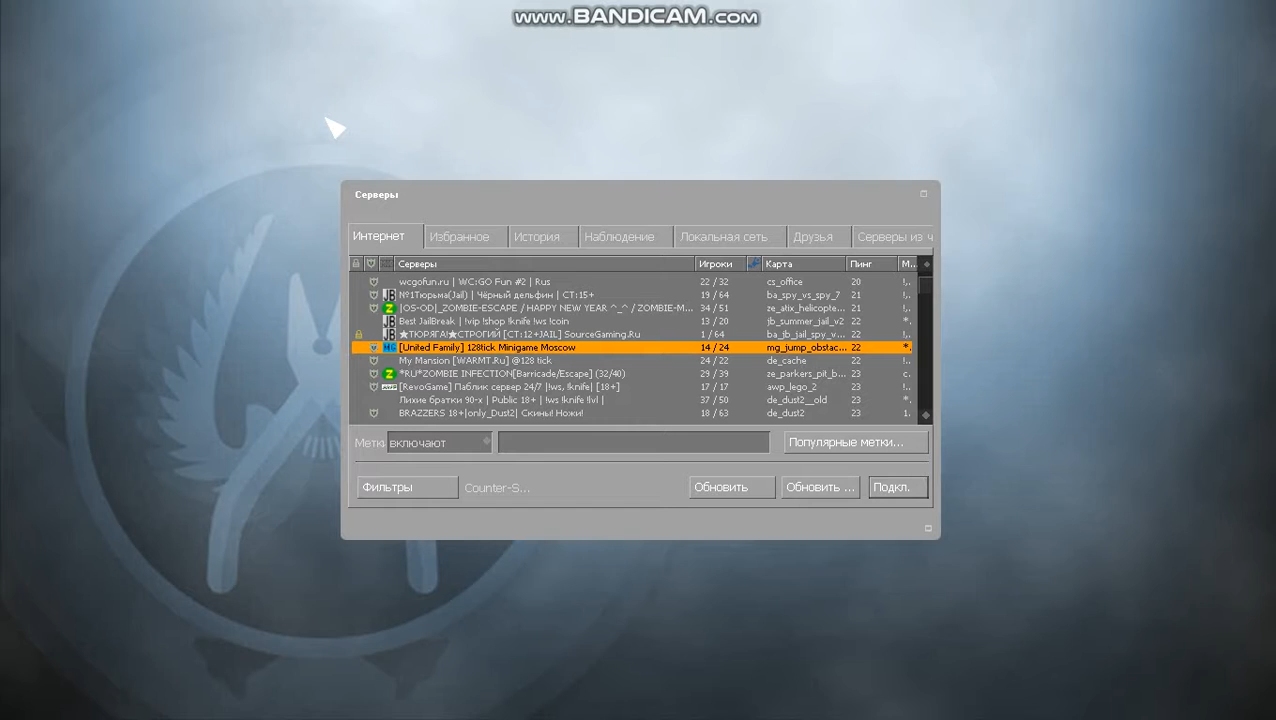 www.BANDICAM.com
Серверы
Интернет Избранное История Наблюдение Локальная сеть Друзья Серверы из ч
Серверы Игроки Карта Пинг М...
wcgofun.ru | WC:GO Fun #2 | Rus 22 / 32 cs_office 20
JB №1Тюрьма(Jail) | Чёрный дельфин | CT:15+ 19 / 64 ba_spy_vs_spy_7 21
Z |OS-OD|_ZOMBIE-ESCAPE / HAPPY NEW YEAR ^_^ / ZOMBIE-M... 34 / 51 ze_atix_helicopte... 21
JB Best JailBreak | !vip !shop !knife !ws !coin 13 / 20 jb_summer_jail_v2 22
JB ★ТЮРЯГА!★СТРОГИЙ [CT:12+JAIL] SourceGaming.Ru 1 / 64 ba_jb_jail_spy_v... 22
MG [United Family] 128tick Minigame Moscow 14 / 24 mg_jump_obstac... 22 *.
My Mansion [WARMT.Ru] @128 tick 24 / 22 de_cache 22
Z *RU*ZOMBIE INFECTION[Barricade/Escape] (32/40) 29 / 39 ze_parkers_pit_b... 23 c.
[RevoGame] Паблик сервер 24/7 |!ws, !knife| [18+] 17 / 17 awp_lego_2 23
Лихие братки 90-х | Public 18+ | !ws !knife !lvl | 37 / 50 de_dust2__old 23 *.
BRAZZERS 18+|only_Dust2| Скины! Ножи! 18 / 63 de_dust2 23 1.
Метки включают Популярные метки...
Фильтры Counter-S... Обновить Обновить ... Подкл.